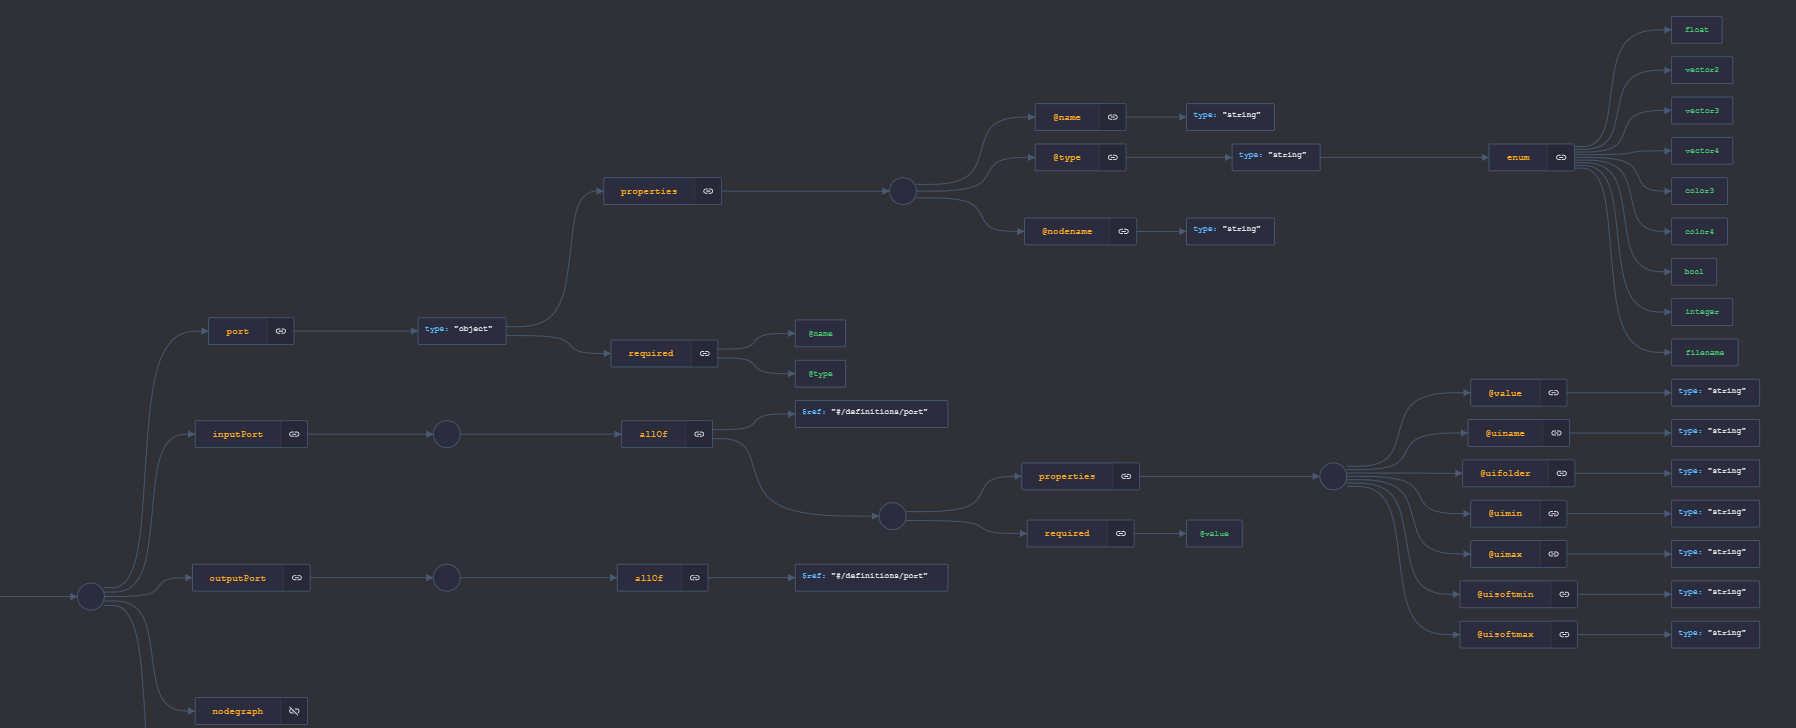 float
vector2
vector3
@name
type: "string"
vector4
@type
type: "string"
enum
color3
properties
color4
@nodename
type: "string"
bool
integer
port
type: "object"
@name
required
filename
@type
@value
type: "string"
$ref: "#/definitions/port"
inputPort
allOf
@uiname
type: "string"
properties
@uifolder
type: "string"
@uimin
type: "string"
required
@value
@uimax
type: "string"
outputPort
allOf
$ref: "#/definitions/port"
@uisoftmin
type: "string"
@uisoftmax
type: "string"
nodegraph